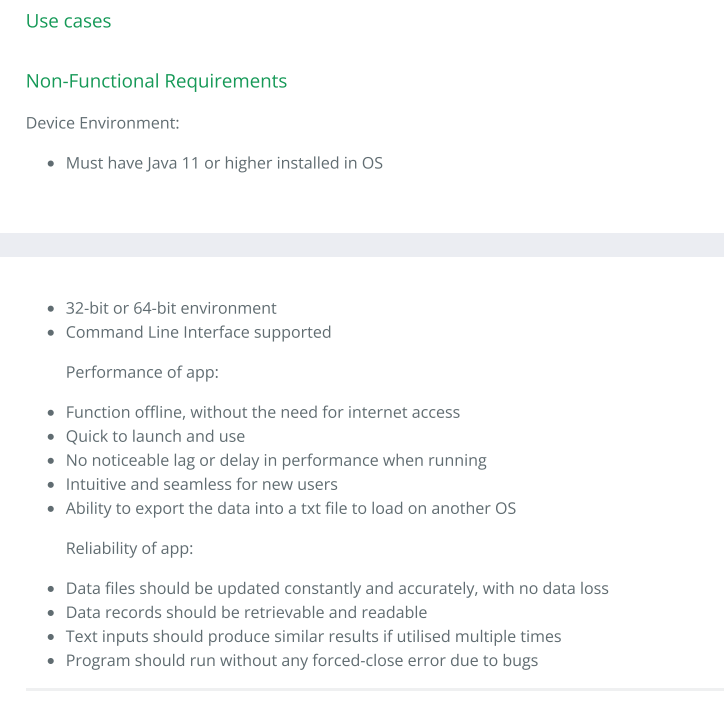 Use cases
Non-Functional Requirements
Device Environment:
• Must have Java 11 or higher installed in OS
• 32-bit or 64-bit environment
• Command Line Interface supported
Performance of app:
• Function offline, without the need for internet access
• Quick to launch and use
• No noticeable lag or delay in performance when running
• Intuitive and seamless for new users
• Ability to export the data into a txt file to load on another OS
Reliability of app:
• Data files should be updated constantly and accurately, with no data loss
• Data records should be retrievable and readable
• Text inputs should produce similar results if utilised multiple times
• Program should run without any forced-close error due to bugs